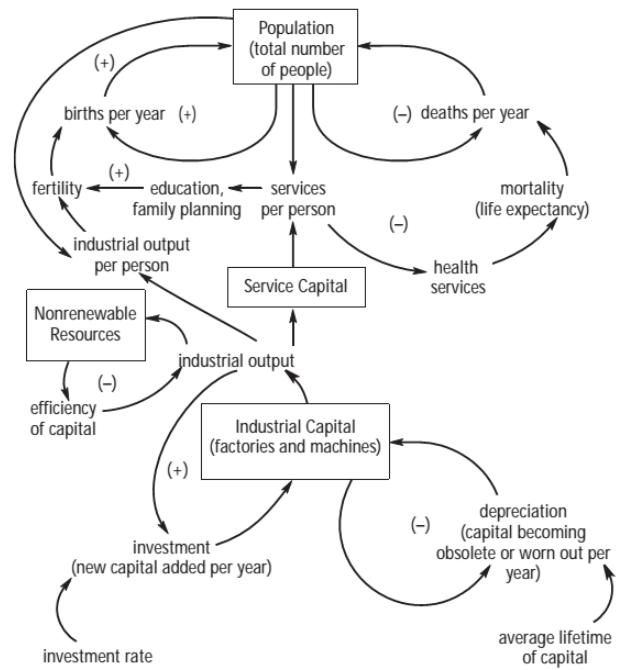 Population
(total number
of people)
(+)
births per year (+)
(–) deaths per year
(+)
fertility
education,
family planning
services
per person
mortality
(life expectancy)
(–)
industrial output
per person
health
services
Service Capital
Nonrenewable
Resources
industrial output
(–)
efficiency
of capital
Industrial Capital
(factories and machines)
(+)
(–)
depreciation
(capital becoming
obsolete or worn out per
year)
investment
(new capital added per year)
average lifetime
of capital
investment rate